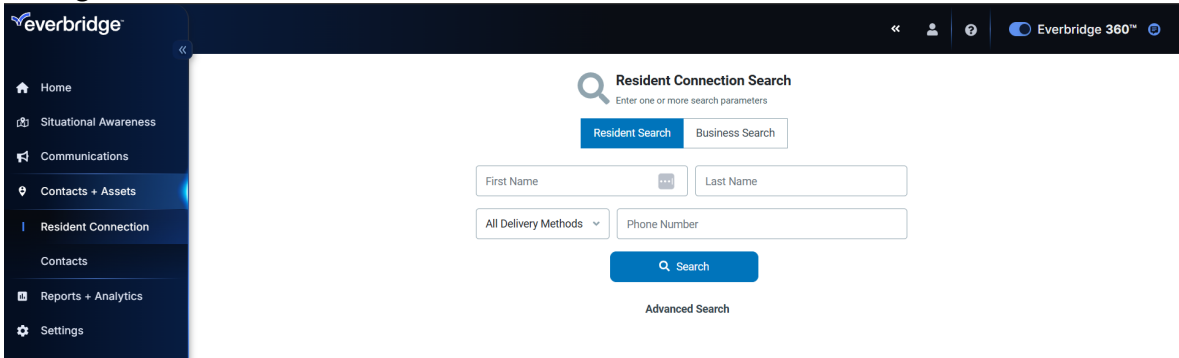 everbridge
Everbridge 360™
Home
Situational Awareness
Communications
Contacts + Assets
Resident Connection
Contacts
Reports + Analytics
Settings
Resident Connection Search
Enter one or more search parameters
Resident Search Business Search
First Name Last Name
All Delivery Methods Phone Number
Search
Advanced Search